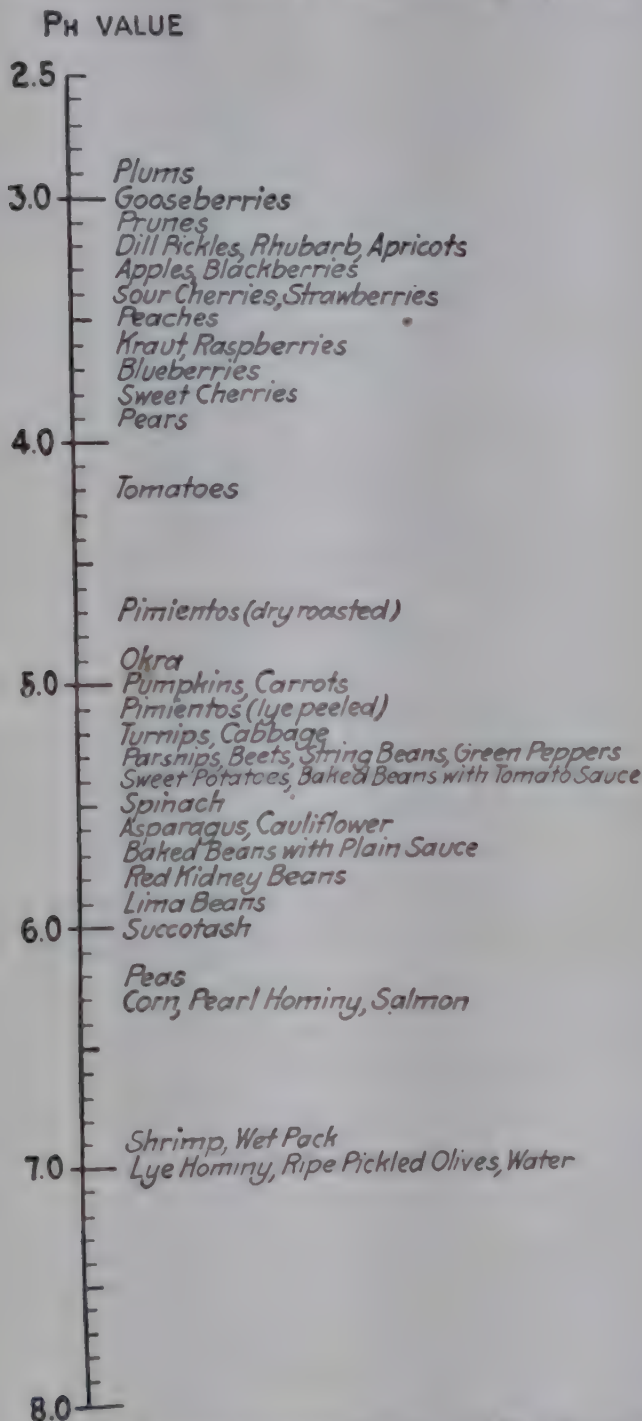 PH VALUE
2.5
Plums
3.0 Gooseberries
Prunes
Dill Pickles, Rhubarb, Apricots
Apples, Blackberries
Sour Cherries, Strawberries
Peaches
Kraut, Raspberries
Blueberries
Sweet Cherries
Pears
4.0
Tomatoes
Pimientos (dry roasted)
Okra
5.0 Pumpkins, Carrots
Pimientos (lye peeled)
Turnips, Cabbage
Parsnips, Beets, String Beans, Green Peppers
Sweet Potatoes, Baked Beans with Tomato Sauce
Spinach
Asparagus, Cauliflower
Baked Beans with Plain Sauce
Red Kidney Beans
Lima Beans
6.0 Succotash
Peas
Corn, Pearl Hominy, Salmon
Shrimp, Wet Pack
7.0 Lye Hominy, Ripe Pickled Olives, Water
8.0